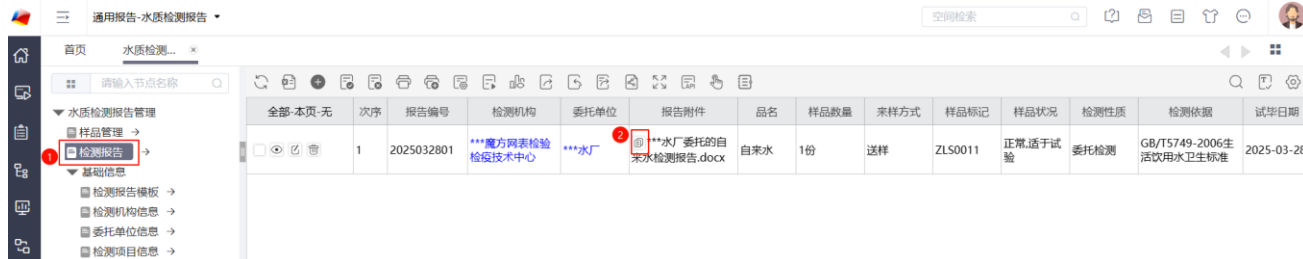 通用报告-水质检测报告
空间检索
首页
水质检测...
请输入节点名称
水质检测报告管理
样品管理
1
检测报告
基础信息
检测报告模板
检测机构信息
委托单位信息
检测项目信息
全部-本页-无 次序 报告编号 检测机构 委托单位 报告附件 品名 样品数量 来样方式 样品标记 样品状况 检测性质 检测依据 试毕日期
2
1 2025032801 ***魔方网表检验 ***水厂 ***水厂委托的自 自来水 1份 送样 ZLS0011 正常,适于试 委托检测 GB/T5749-2006生 2025-03-28
检疫技术中心 来水检测报告.docx 验 活饮用水卫生标准